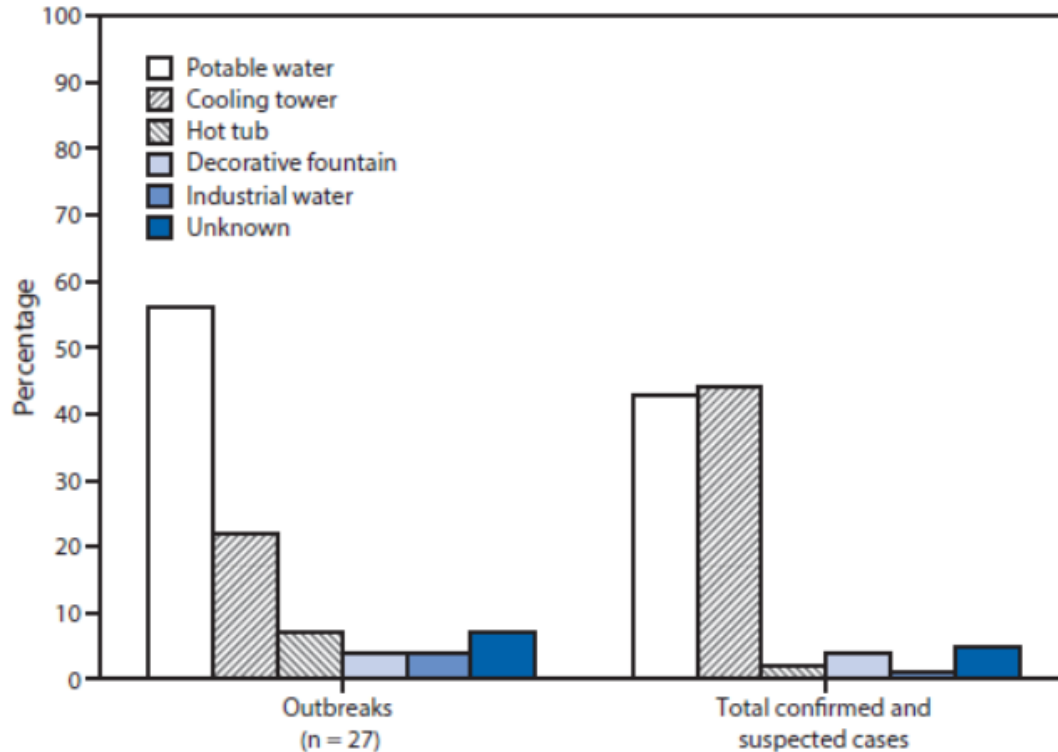 100
90
80
70
60
50
40
30
20
10
0
Percentage
Potable water
Cooling tower
Hot tub
Decorative fountain
Industrial water
Unknown
Outbreaks
(n = 27)
Total confirmed and
suspected cases